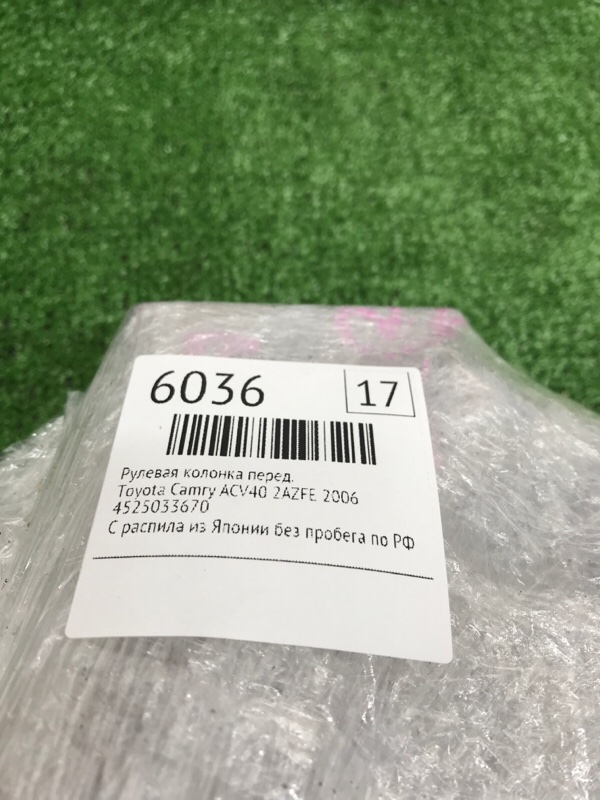 6036
17
Рулевая колонка перед.
Toyota Camry ACV40 2AZFE 2006
4525033670
С распила из Японии без пробега по РФ